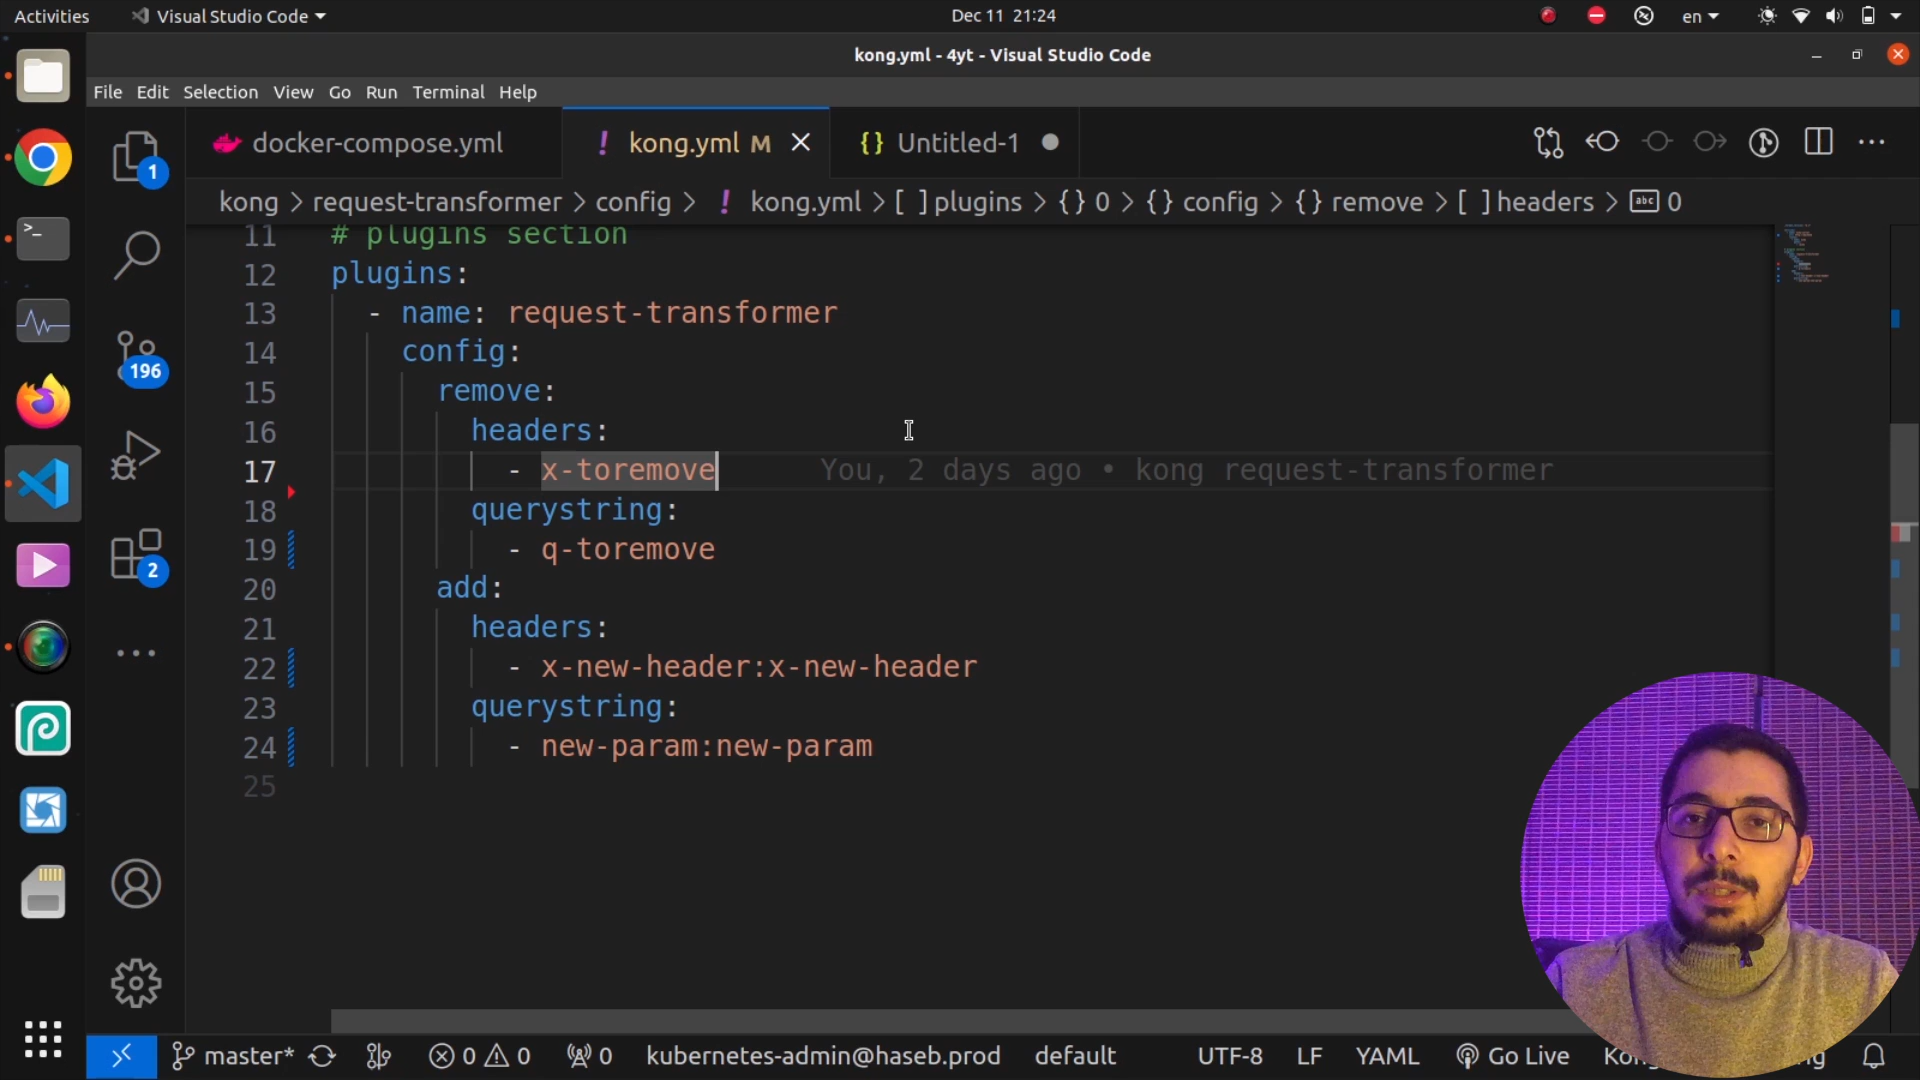 Activities
Visual Studio Code
Dec 11 21:24
en
kong.yml - 4yt - Visual Studio Code
File Edit Selection View Go Run Terminal Help
1
docker-compose.yml
! kong.yml M
{} Untitled-1
kong > request-transformer > config > ! kong.yml > [ ] plugins > {} 0 > {} config > {} remove > [ ] headers > abc 0
11 # plugins section
12 plugins:
13 - name: request-transformer
14 config:
15 remove:
16 headers:
17 - x-toremove You, 2 days ago • kong request-transformer
18 querystring:
19 - q-toremove
20 add:
21 headers:
22 - x-new-header:x-new-header
23 querystring:
24 - new-param:new-param
25
196
2
master* 0 0 0 kubernetes-admin@haseb.prod default UTF-8 LF YAML Go Live